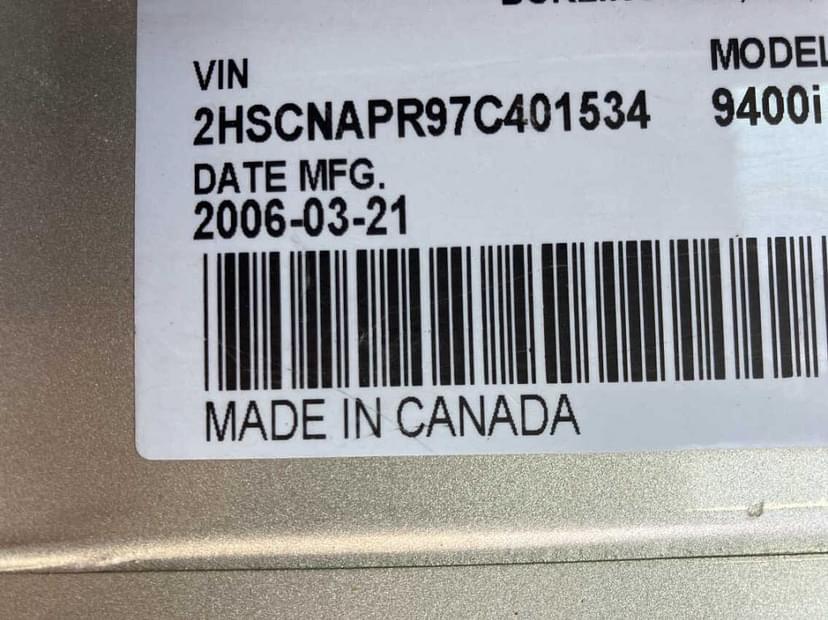 VIN
MODEL
2HSCNAPR97C401534
9400i
DATE MFG.
2006-03-21
MADE IN CANADA